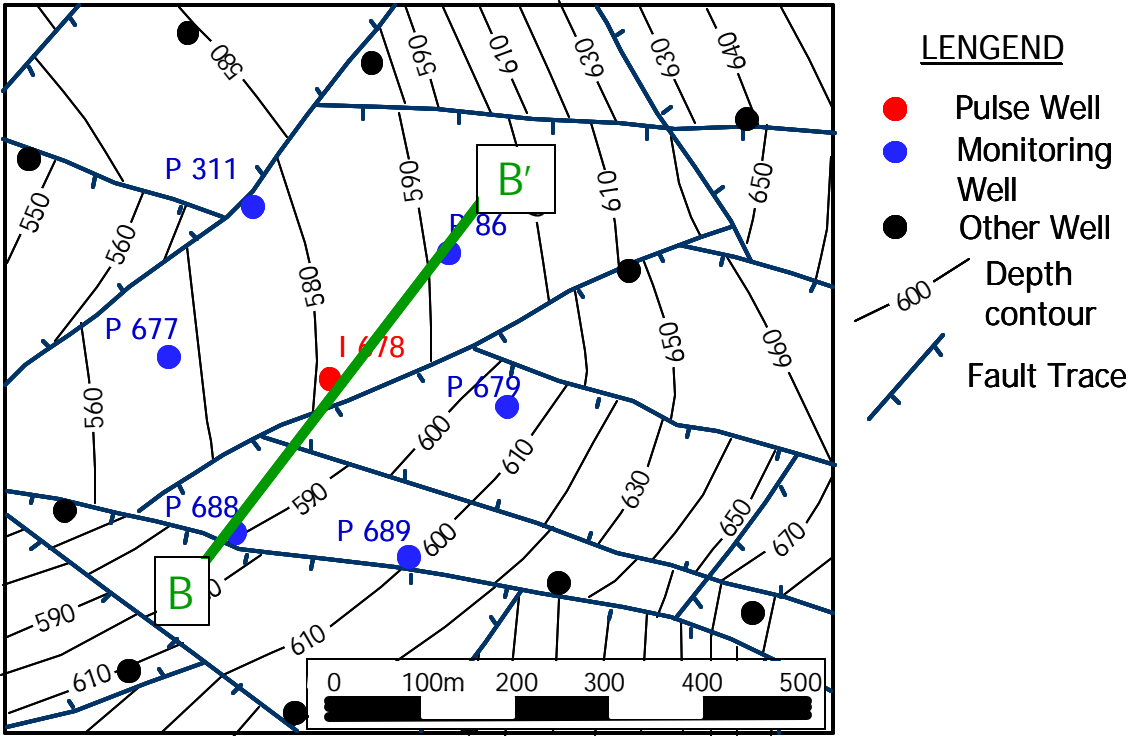 580
590
610
630
630
640
LENGEND
Pulse Well
Monitoring
Well
Other Well
Depth
contour
600
Fault Trace
P 311
B′
P 86
550
560
590
610
650
580
P 677
I 678
650
660
560
P 679
600
610
630
650
670
P 688
590
P 689
600
B
0
590
610
610
0
100m
200
300
400
500